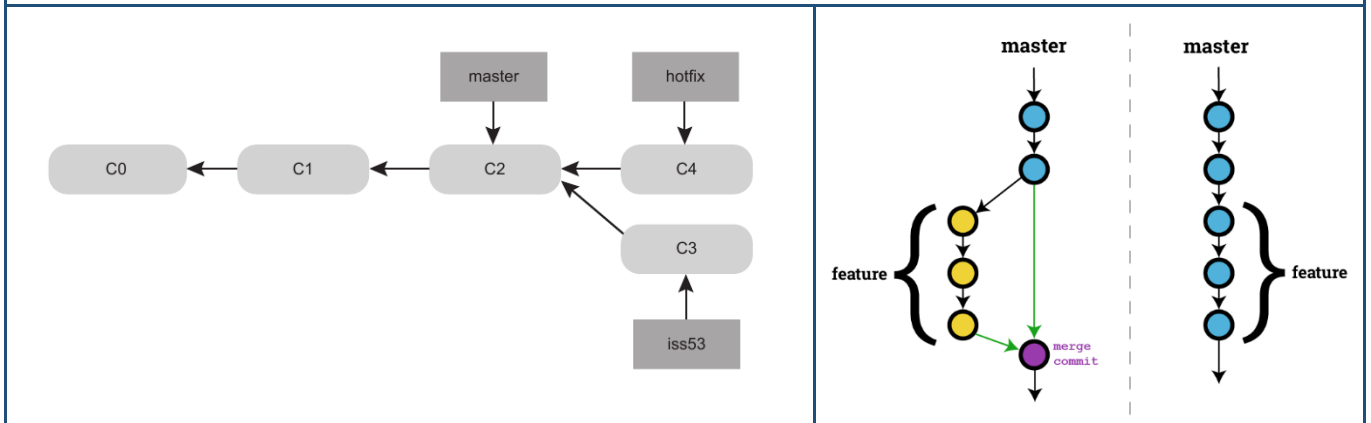 master
hotfix
C0
C1
C2
C4
C3
iss53
master
feature
merge
commit
master
feature